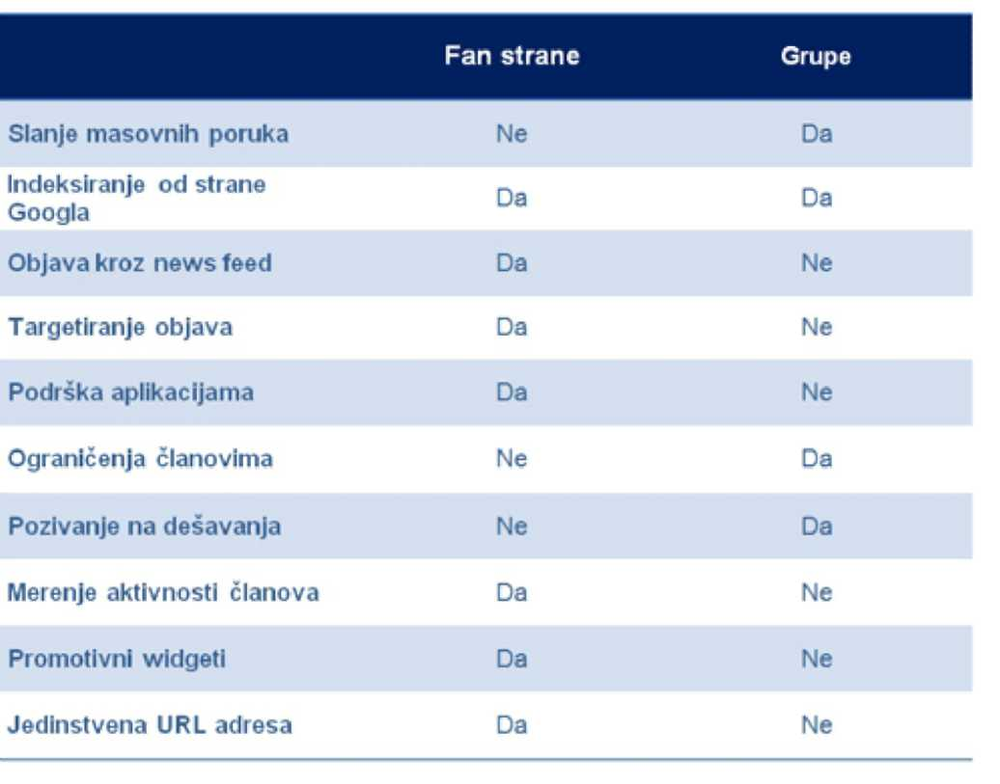 Fan strane Grupe
Slanje masovnih poruka Ne Da
Indeksiranje od strane
Googla Da Da
Objava kroz news feed Da Ne
Targetiranje objava Da Ne
Podrška aplikacijama Da Ne
Ograničenja članovima Ne Da
Pozivanje na dešavanja Ne Da
Merenje aktivnosti članova Da Ne
Promotivni widgeti Da Ne
Jedinstvena URL adresa Da Ne